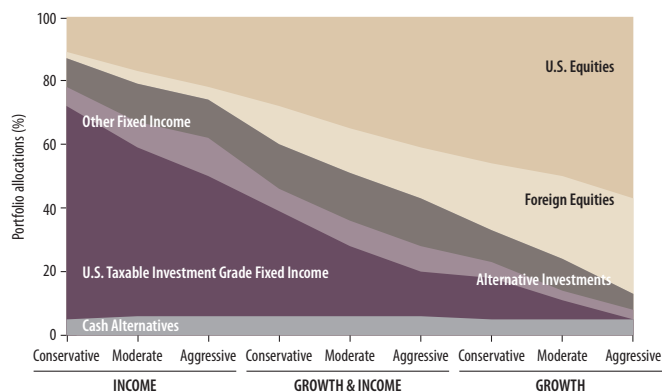 100
80
60
40
20
0
Portfolio allocations (%)
U.S. Equities
Other Fixed Income
Foreign Equities
U.S. Taxable Investment Grade Fixed Income
Alternative Investments
Cash Alternatives
Conservative Moderate Aggressive Conservative Moderate Aggressive Conservative Moderate Aggressive
INCOME GROWTH & INCOME GROWTH